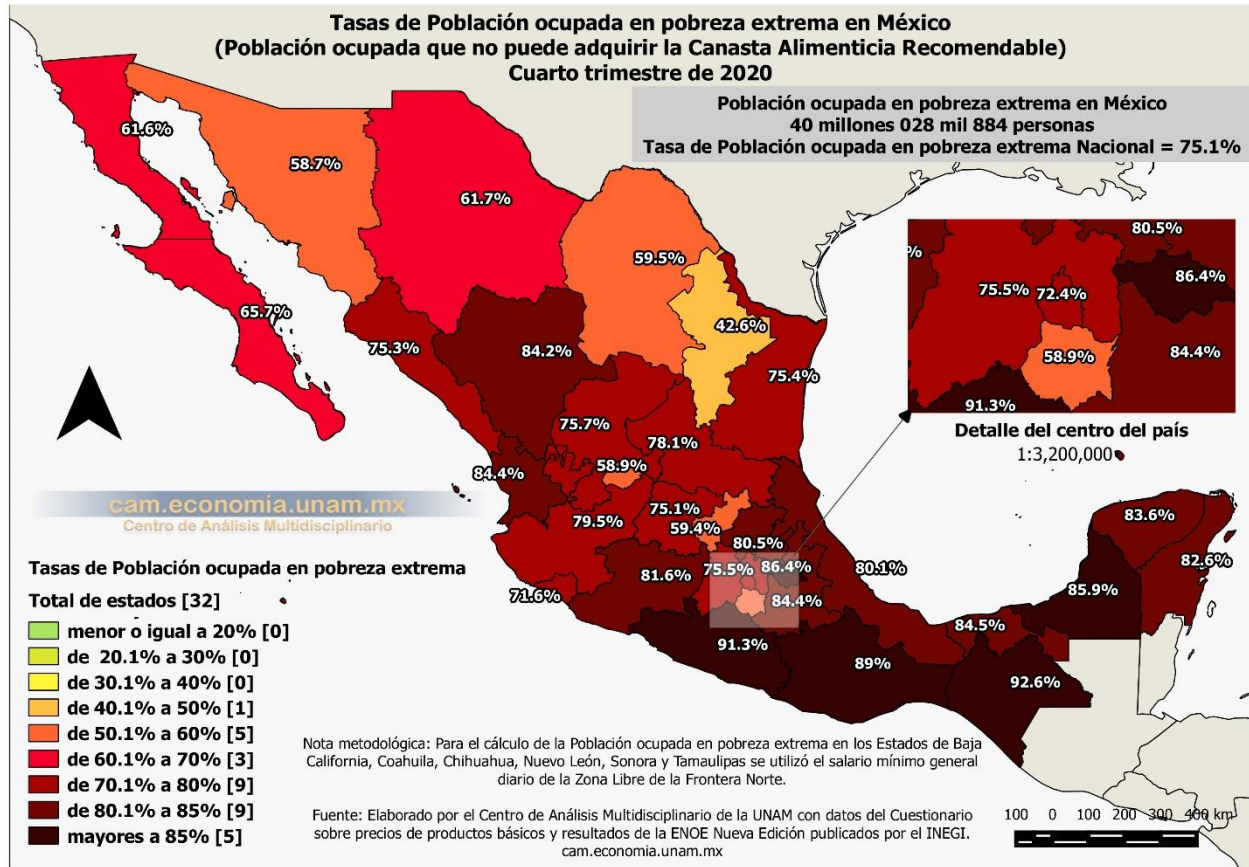 Tasas de Población ocupada en pobreza extrema en México
(Población ocupada que no puede adquirir la Canasta Alimenticia Recomendable)
Cuarto trimestre de 2020
Población ocupada en pobreza extrema en México
40 millones 028 mil 884 personas
Tasa de Población ocupada en pobreza extrema Nacional = 75.1%
61.6%
58.7%
61.7%
59.5%
65.7%
75.3%
84.2%
42.6%
75.4%
75.7%
78.1%
84.4%
58.9%
79.5%
75.1%
59.4%
80.5%
71.6%
81.6%
75.5%
86.4%
80.1%
84.4%
91.3%
89%
84.5%
92.6%
85.9%
83.6%
82.6%
80.5%
%
86.4%
75.5%
72.4%
58.9%
84.4%
91.3%
Detalle del centro del país
1:3,200,000
cam.economia.unam.mx
Centro de Análisis Multidisciplinario
Tasas de Población ocupada en pobreza extrema
Total de estados [32]
menor o igual a 20% [0]
de 20.1% a 30% [0]
de 30.1% a 40% [0]
de 40.1% a 50% [1]
de 50.1% a 60% [5]
de 60.1% a 70% [3]
de 70.1% a 80% [9]
de 80.1% a 85% [9]
mayores a 85% [5]
Nota metodológica: Para el cálculo de la Población ocupada en pobreza extrema en los Estados de Baja
California, Coahuila, Chihuahua, Nuevo León, Sonora y Tamaulipas se utilizó el salario mínimo general
diario de la Zona Libre de la Frontera Norte.
Fuente: Elaborado por el Centro de Análisis Multidisciplinario de la UNAM con datos del Cuestionario
sobre precios de productos básicos y resultados de la ENOE Nueva Edición publicados por el INEGI.
cam.economia.unam.mx
100 0 100 200 300 400 km